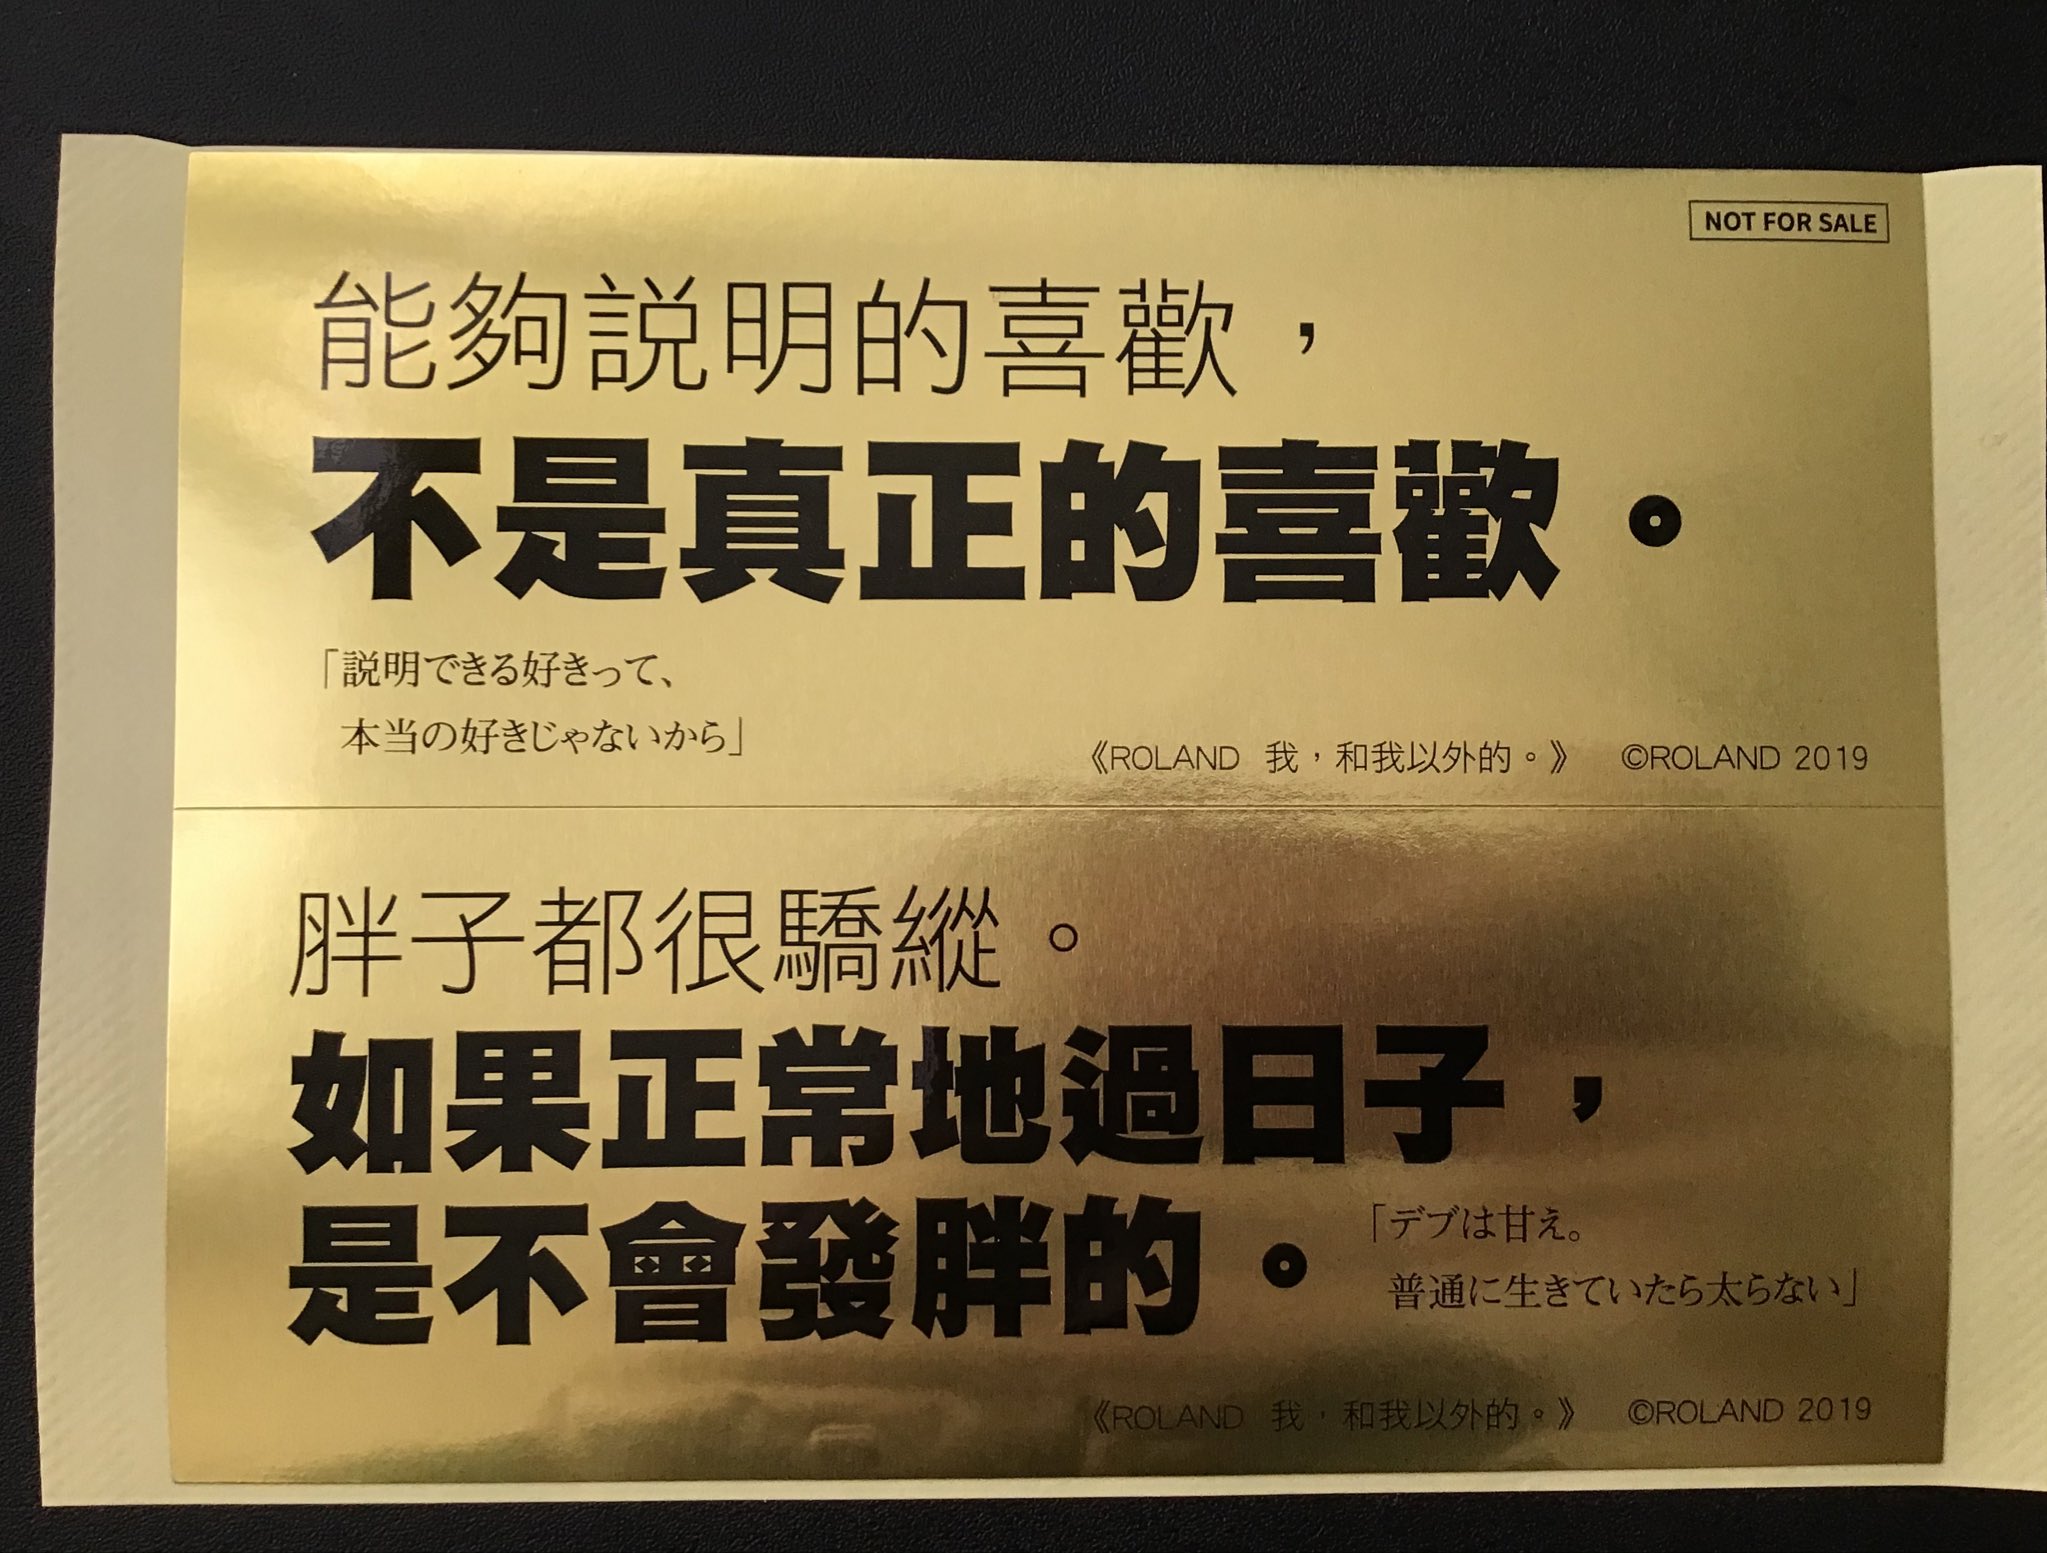 NOT FOR SALE
能夠説明的喜歡，
不是真正的喜歡。
「説明できる好きって、
本当の好きじゃないから」
《ROLAND 我，和我以外的。》 ©ROLAND 2019
胖子都很驕縱。
如果正常地過日子，
是不會發胖的。
「デブは甘え。
普通に生きていたら太らない」
《ROLAND 我，和我以外的。》 ©ROLAND 2019